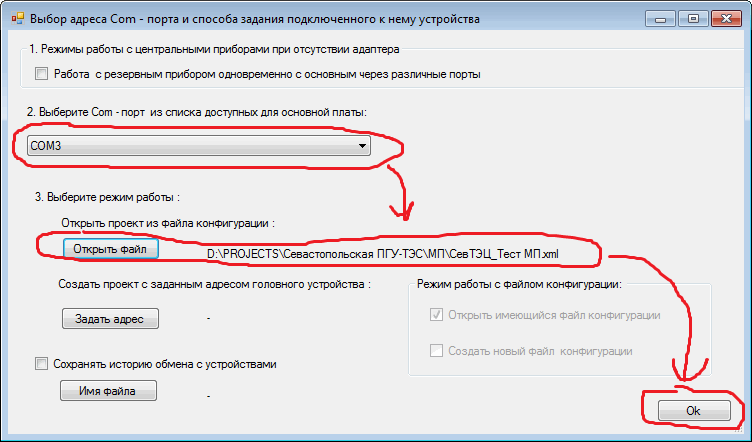 Выбор адреса Com - порта и способа задания подключенного к нему устройства
1. Режимы работы с центральными приборами при отсутствии адаптера
Работа с резервным прибором одновременно с основным через различные порты
2. Выберите Com - порт из списка доступных для основной платы:
COM3
3. Выберите режим работы :
Открыть проект из файла конфигурации :
Открыть файл
D:\PROJECTS\Севастопольская ПГУ-ТЭС\МП\СевТЭЦ_Тест МП.xml
Создать проект с заданным адресом головного устройства :
Режим работы с файлом конфигурации:
Задать адрес
-
Открыть имеющийся файл конфигурации
Создать новый Файл конфигурации
Сохранять историю обмена с устройствами
Имя Файла
-
Ok